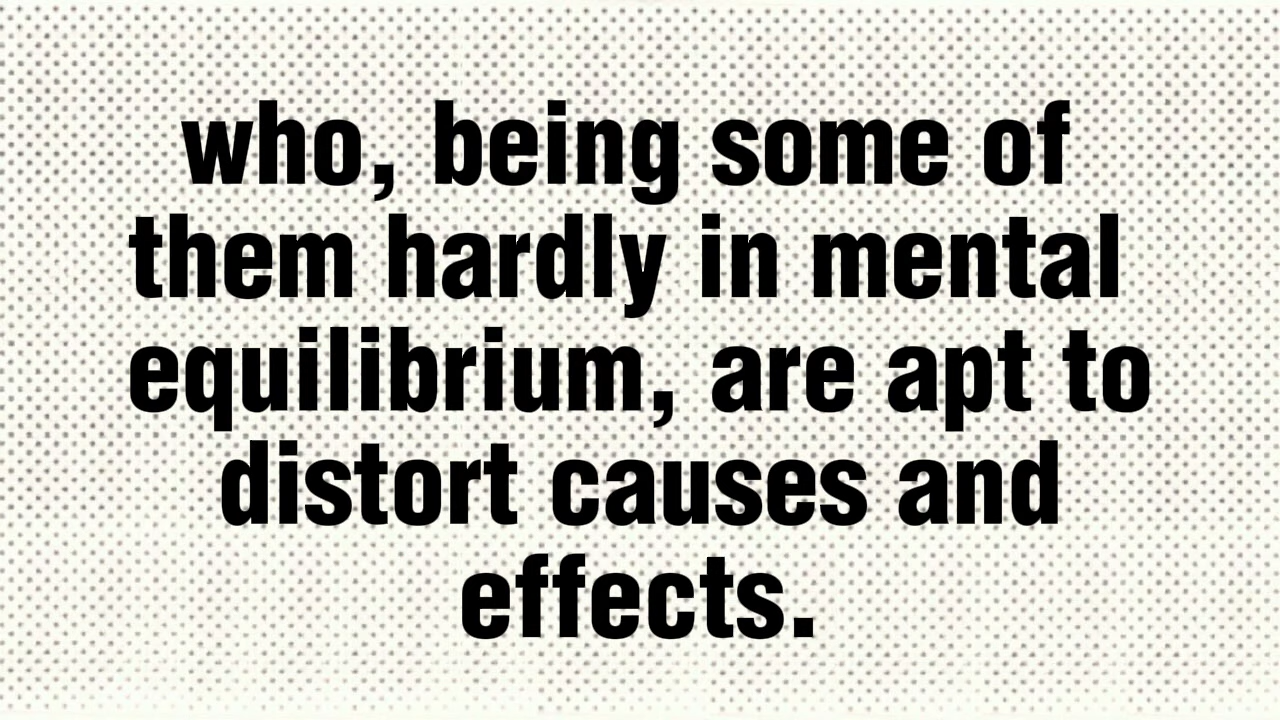 who, being some of
them hardly in mental
equilibrium, are apt to
distort causes and
effects.